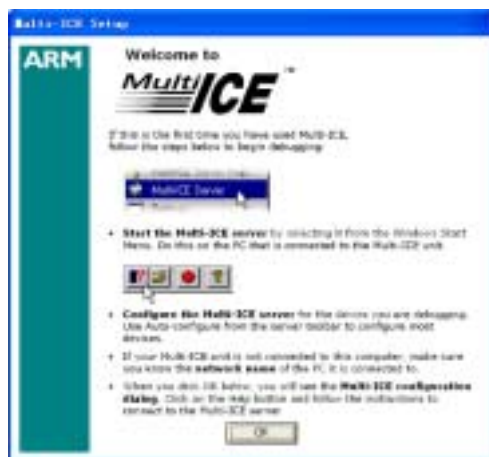 Multi-ICE Setup
ARM
Welcome to
Multi-ICE ™
If this is the first time you have used Multi-ICE,
follow the steps below to begin debugging:
Multi-ICE Server
• Start the Multi-ICE server by selecting it from the Windows Start
Menu. Do this on the PC that is connected to the Multi-ICE unit
• Configure the Multi-ICE server for the device you are debugging.
Use Auto-configure from the server toolbar to configure most
devices.
• If your Multi-ICE unit is not connected to this computer, make sure
you know the network name of the PC it is connected to.
• When you click OK below, you will see the Multi-ICE configuration
dialog. Click on the Help button and follow the instructions to
connect to the Multi-ICE server
OK